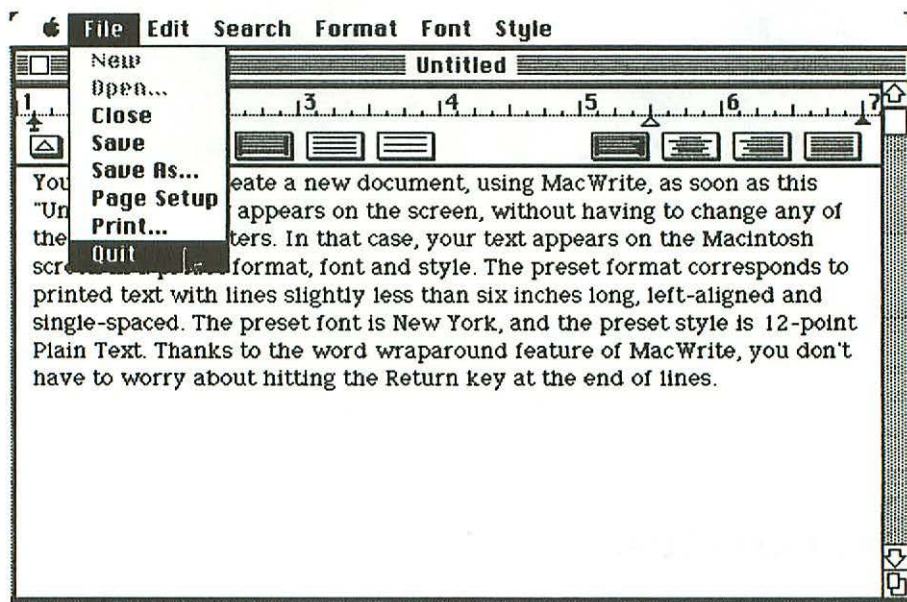 File Edit Search Format Font Style
Untitled
New
Open...
Close
Save
Save As...
Page Setup
Print...
Quit
1 3 4 5 6 7
You eate a new document, using MacWrite, as soon as this
"Un appears on the screen, without having to change any of
the ters. In that case, your text appears on the Macintosh
scr format, font and style. The preset format corresponds to
printed text with lines slightly less than six inches long, left-aligned and
single-spaced. The preset font is New York, and the preset style is 12-point
Plain Text. Thanks to the word wraparound feature of MacWrite, you don't
have to worry about hitting the Return key at the end of lines.